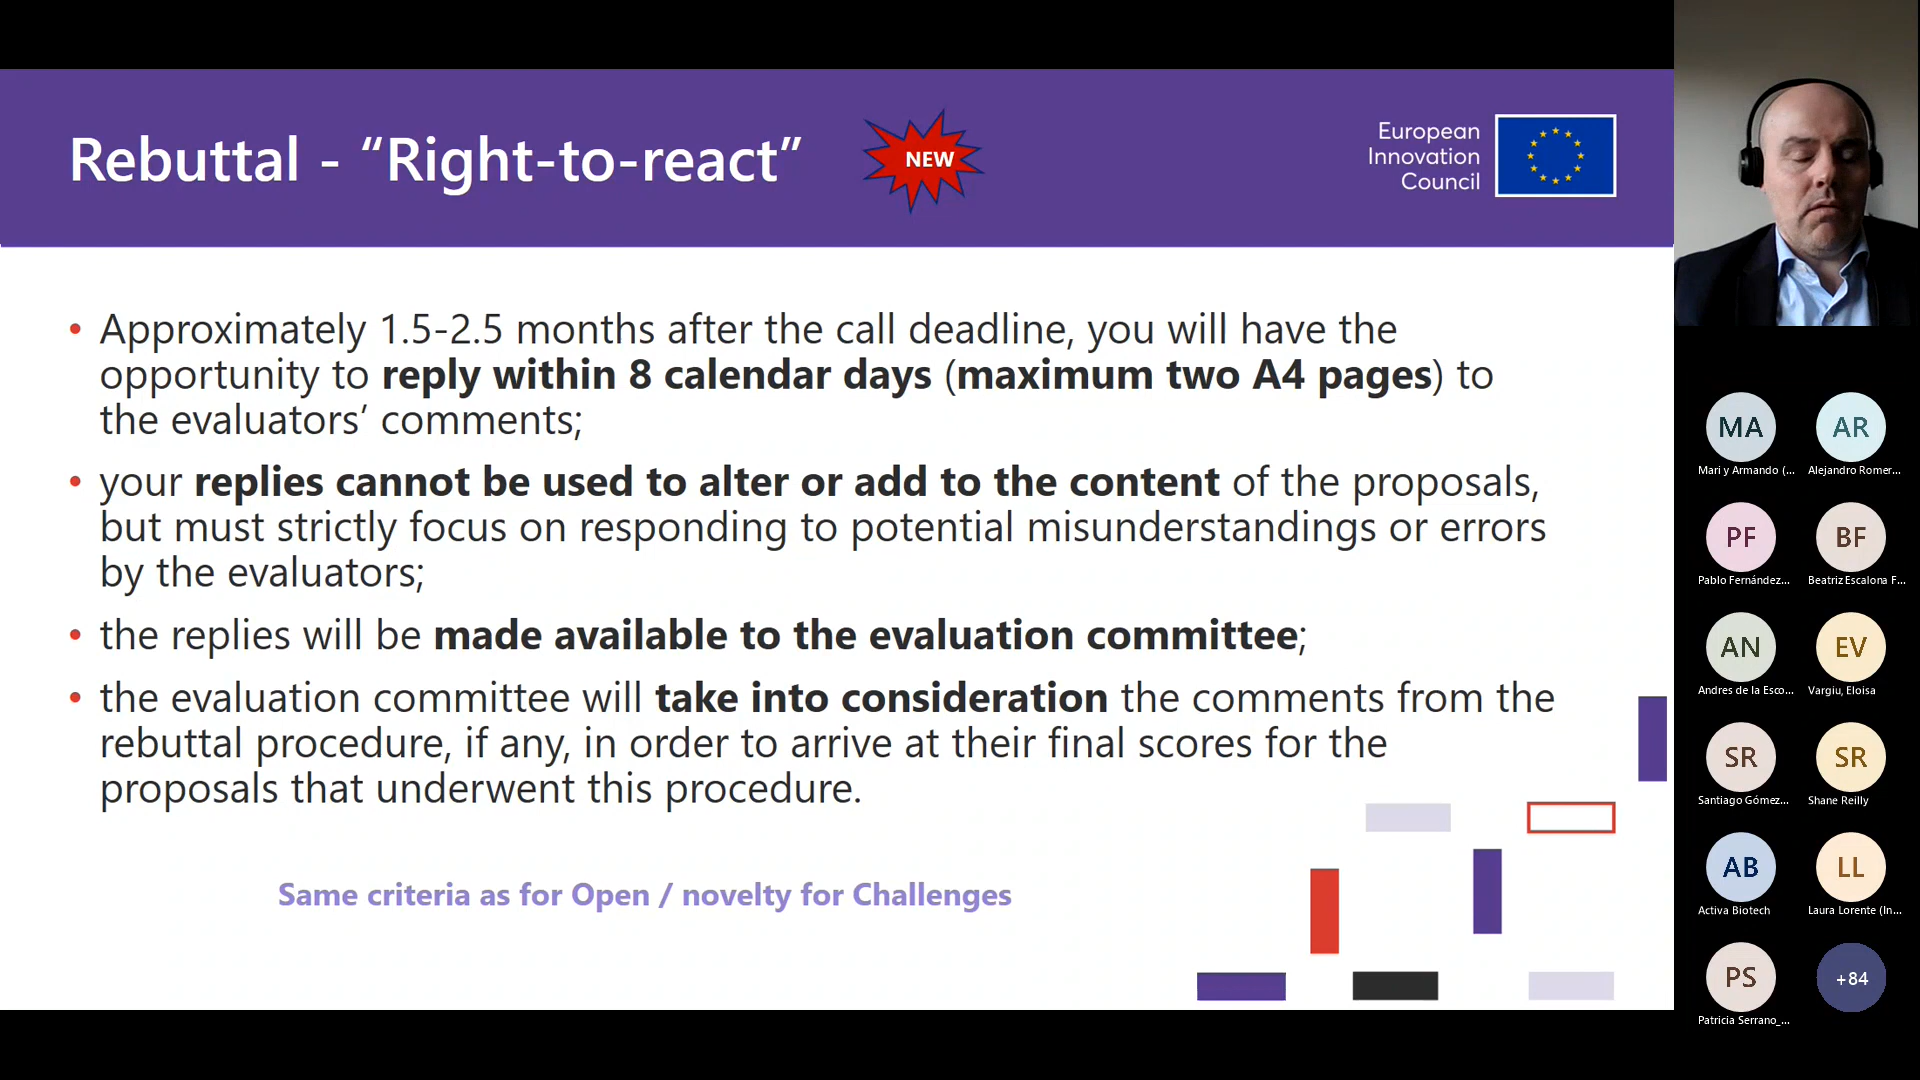 Rebuttal - “Right-to-react”
NEW
European
Innovation
Council
• Approximately 1.5-2.5 months after the call deadline, you will have the
opportunity to reply within 8 calendar days (maximum two A4 pages) to
the evaluators’ comments;
• your replies cannot be used to alter or add to the content of the proposals,
but must strictly focus on responding to potential misunderstandings or errors
by the evaluators;
• the replies will be made available to the evaluation committee;
• the evaluation committee will take into consideration the comments from the
rebuttal procedure, if any, in order to arrive at their final scores for the
proposals that underwent this procedure.
Same criteria as for Open / novelty for Challenges
MA
Mari y Armando (...
AR
Alejandro Romer...
PF
Pablo Fernández...
BF
Beatriz Escalona F...
AN
Andres de la Esco...
EV
Vargiu, Eloisa
SR
Santiago Gómez...
SR
Shane Reilly
AB
Activa Biotech
LL
Laura Lorente (In...
PS
Patricia Serrano_...
+84